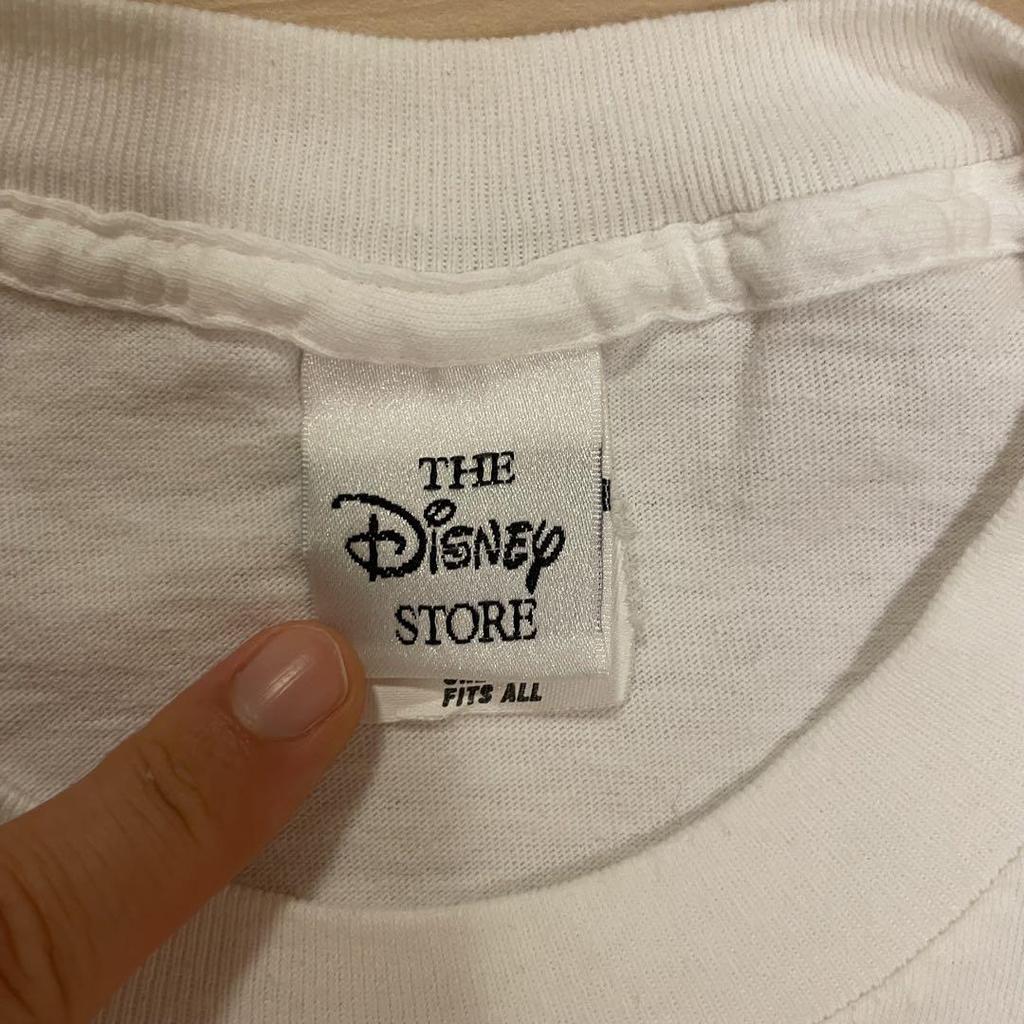 THE
Disney
STORE
FITS ALL